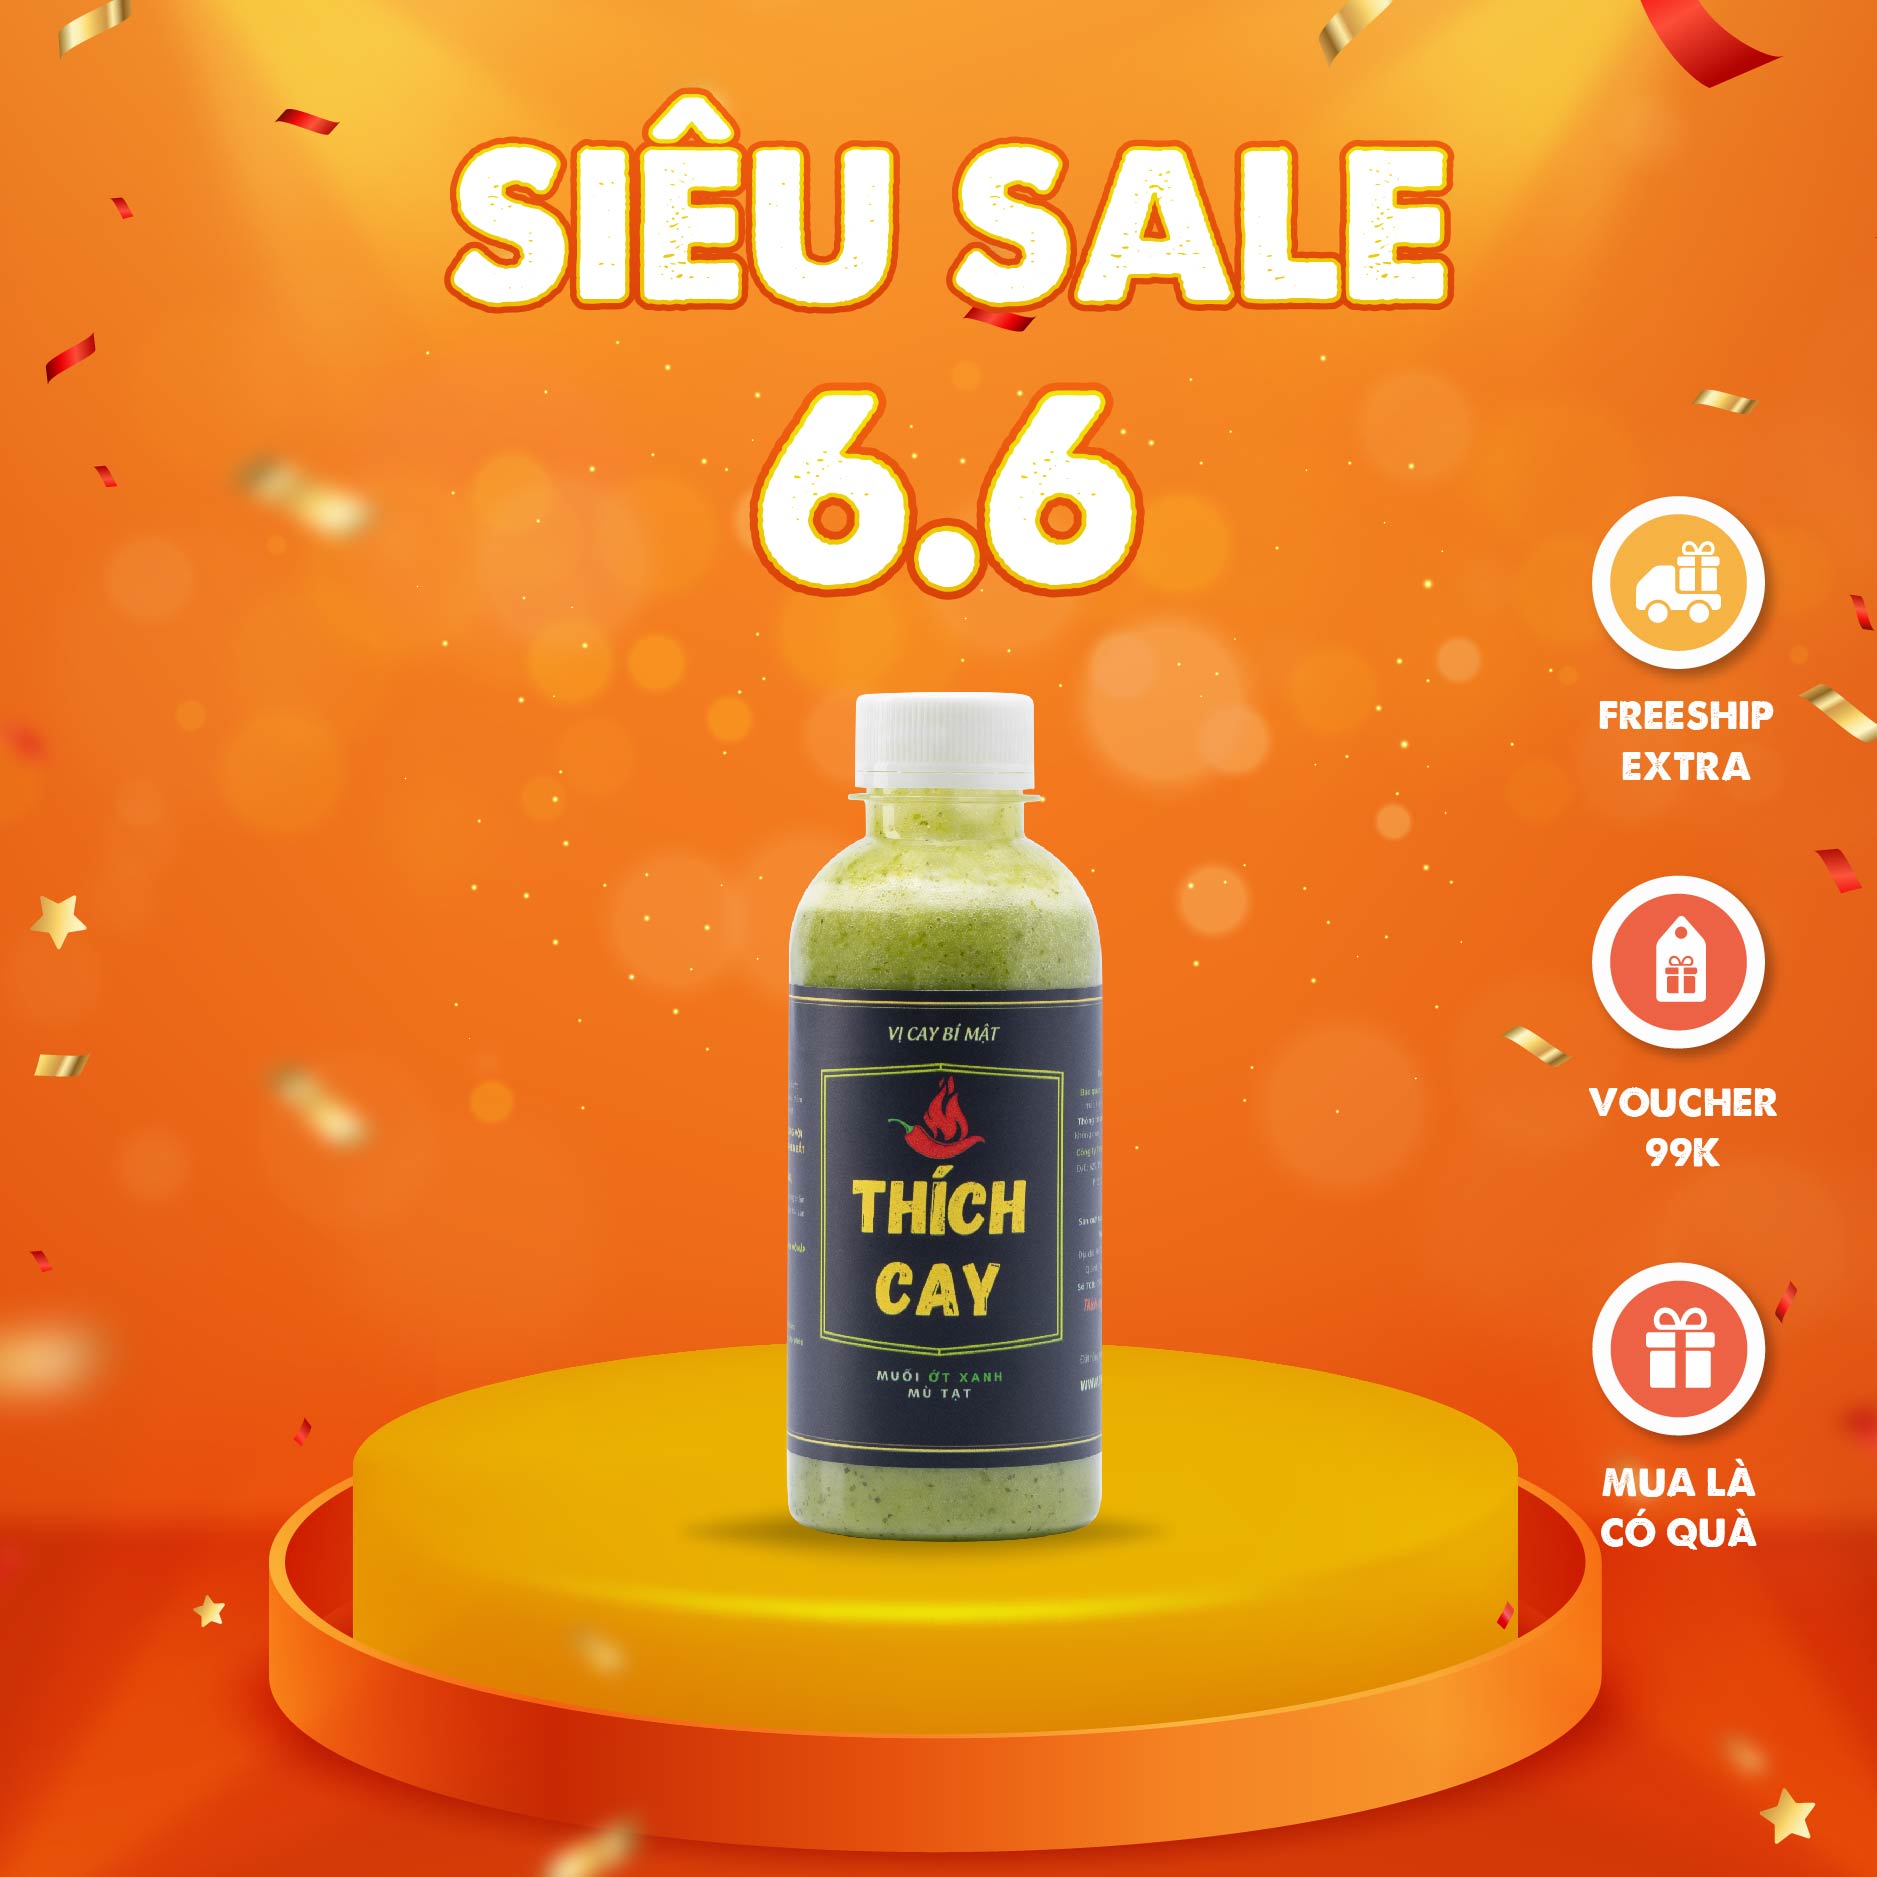 SIÊU SALE
6.6
FREESHIP
EXTRA
VOUCHER
99K
MUA LÀ
CÓ QUÀ
VỊ CAY BÍ MẬT
THÍCH
CAY
MUỐI ỚT XANH
MÙ TẠT